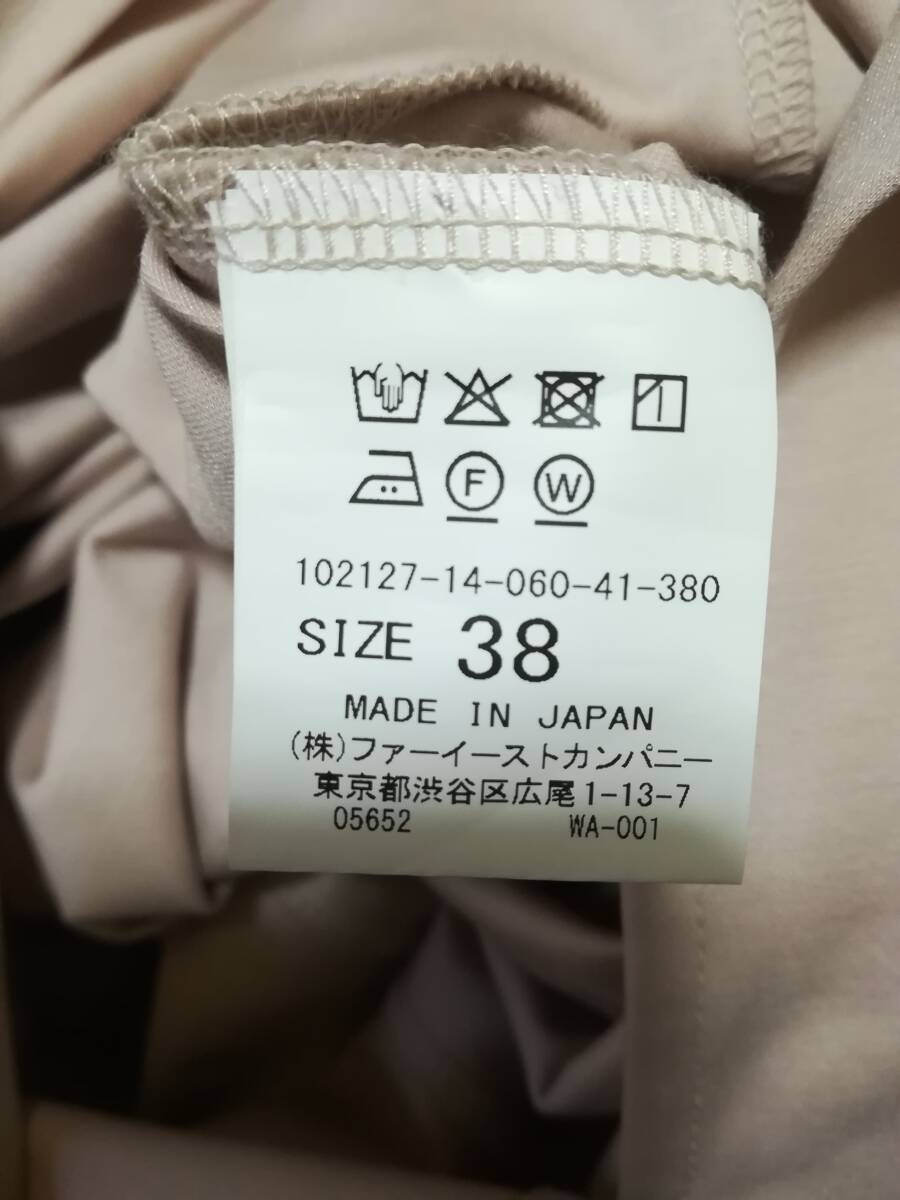 F W
102127-14-060-41-380
SIZE 38
MADE IN JAPAN
(株)ファーイーストカンパニー
東京都渋谷区広尾1-13-7
05652 WA-001